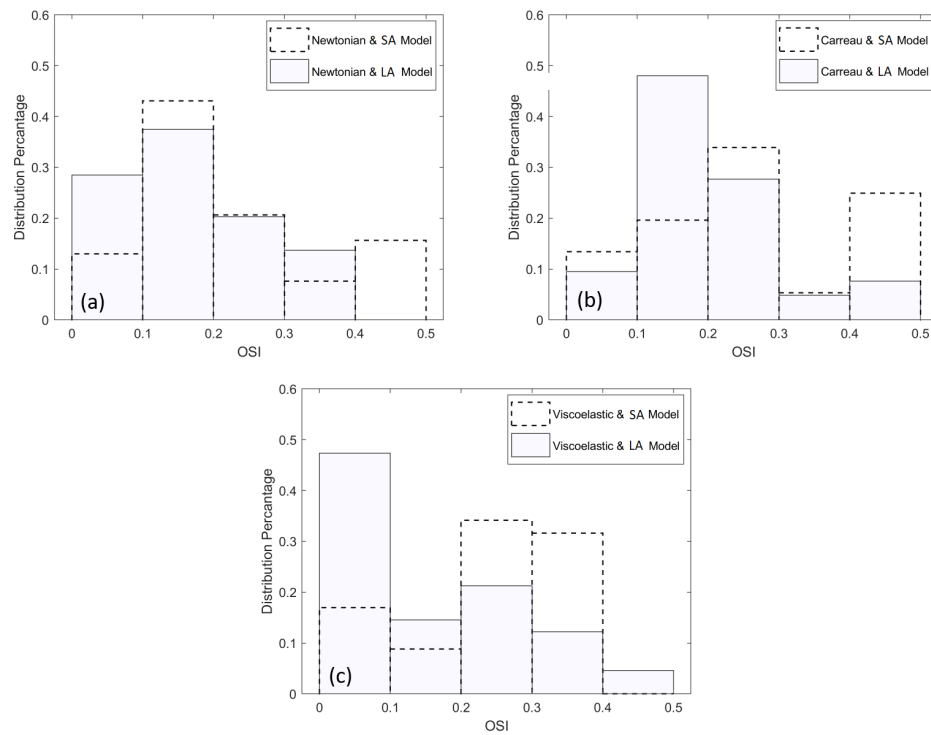 0.6
0.5
0.4
0.3
0.2
0.1
0
Distribution Percantage
Newtonian & SA Model
Newtonian & LA Model
(a)
0 0.1 0.2 0.3 0.4 0.5
OSI
0.6
0.5
0.4
0.3
0.2
0.1
0
Distribution Percantage
Carreau & SA Model
Carreau & LA Model
(b)
0 0.1 0.2 0.3 0.4 0.5
OSI
0.6
0.5
0.4
0.3
0.2
0.1
0
Distribution Percantage
Viscoelastic & SA Model
Viscoelastic & LA Model
(c)
0 0.1 0.2 0.3 0.4 0.5
OSI